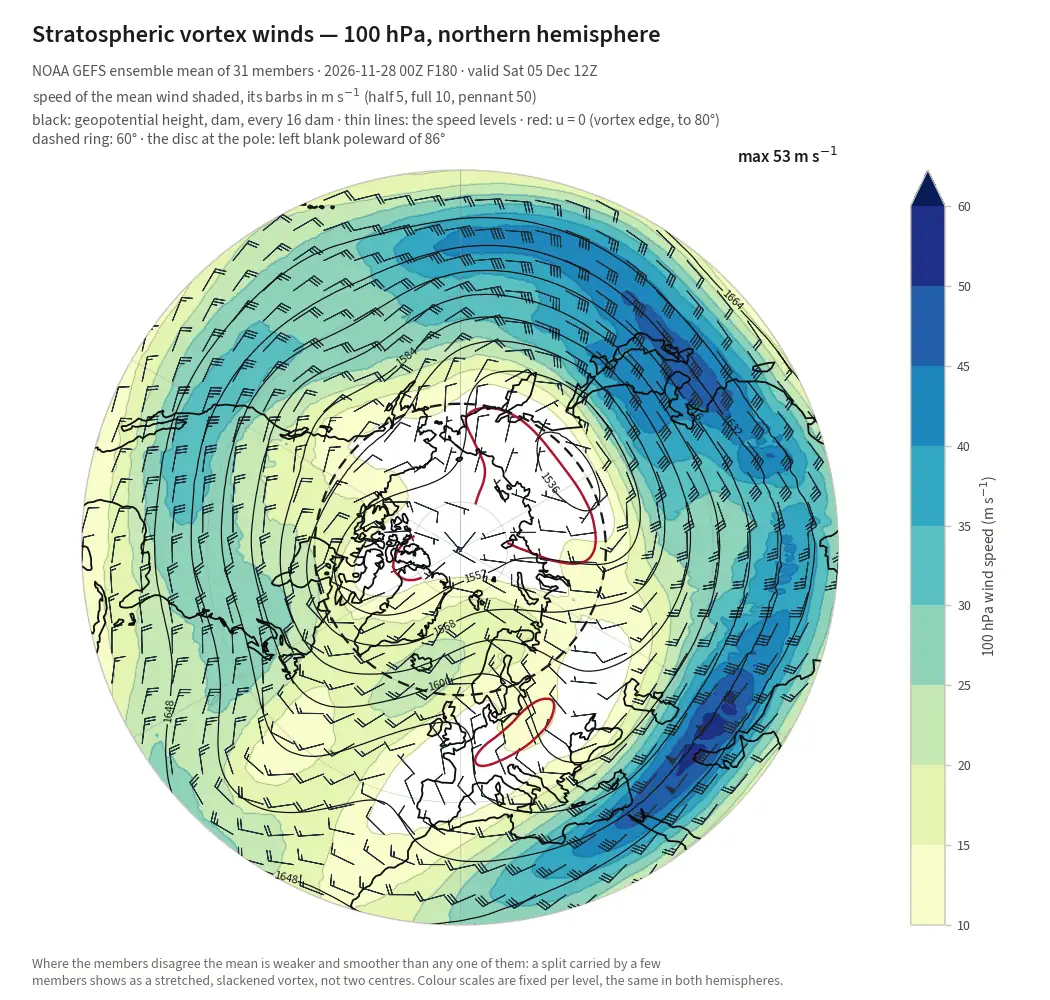 Stratospheric vortex winds — 100 hPa, northern hemisphere
NOAA GEFS ensemble mean of 31 members · 2026-11-28 00Z F180 · valid Sat 05 Dec 12Z
speed of the mean wind shaded, its barbs in m s⁻¹ (half 5, full 10, pennant 50)
black: geopotential height, dam, every 16 dam · thin lines: the speed levels · red: u = 0 (vortex edge, to 80°)
dashed ring: 60° · the disc at the pole: left blank poleward of 86°
max 53 m s⁻¹
60
50
45
40
35
30
25
20
15
10
100 hPa wind speed (m s⁻¹)
1664
1584
1536
1552
1568
1600
1648
1648
Where the members disagree the mean is weaker and smoother than any one of them: a split carried by a few
members shows as a stretched, slackened vortex, not two centres. Colour scales are fixed per level, the same in both hemispheres.